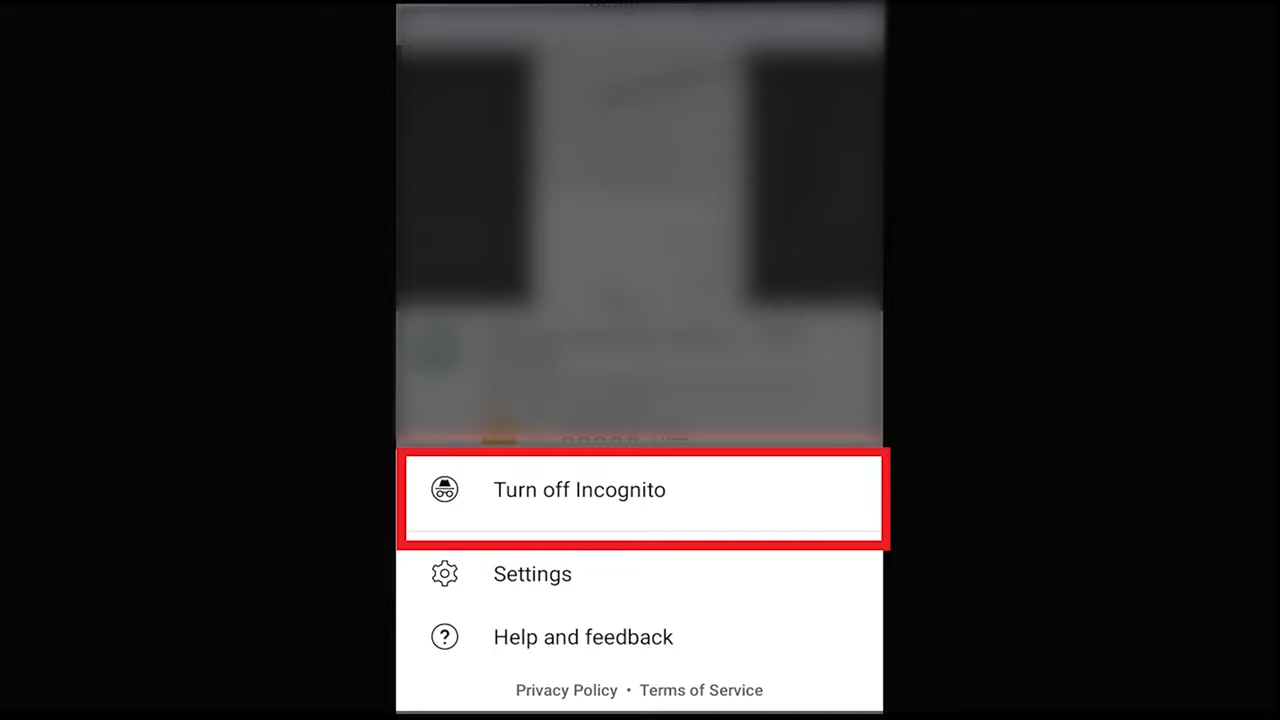 Turn off Incognito
Settings
Help and feedback
Privacy Policy • Terms of Service